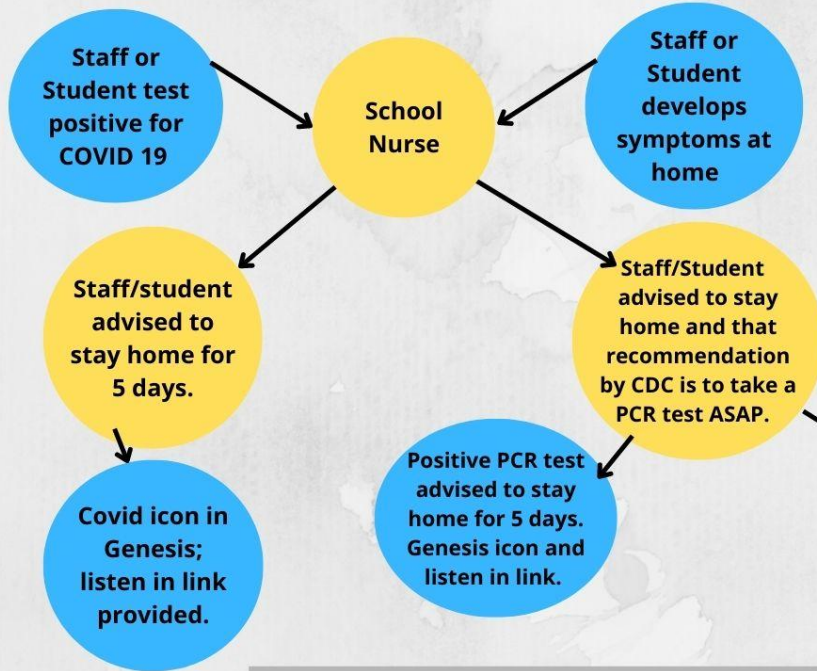 Staff or
Student test
positive for
COVID 19
School
Nurse
Staff or
Student
develops
symptoms at
home
Staff/student
advised to
stay home for
5 days.
Staff/Student
advised to stay
home and that
recommendation
by CDC is to take a
PCR test ASAP.
Covid icon in
Genesis;
listen in link
provided.
Positive PCR test
advised to stay
home for 5 days.
Genesis icon and
listen in link.